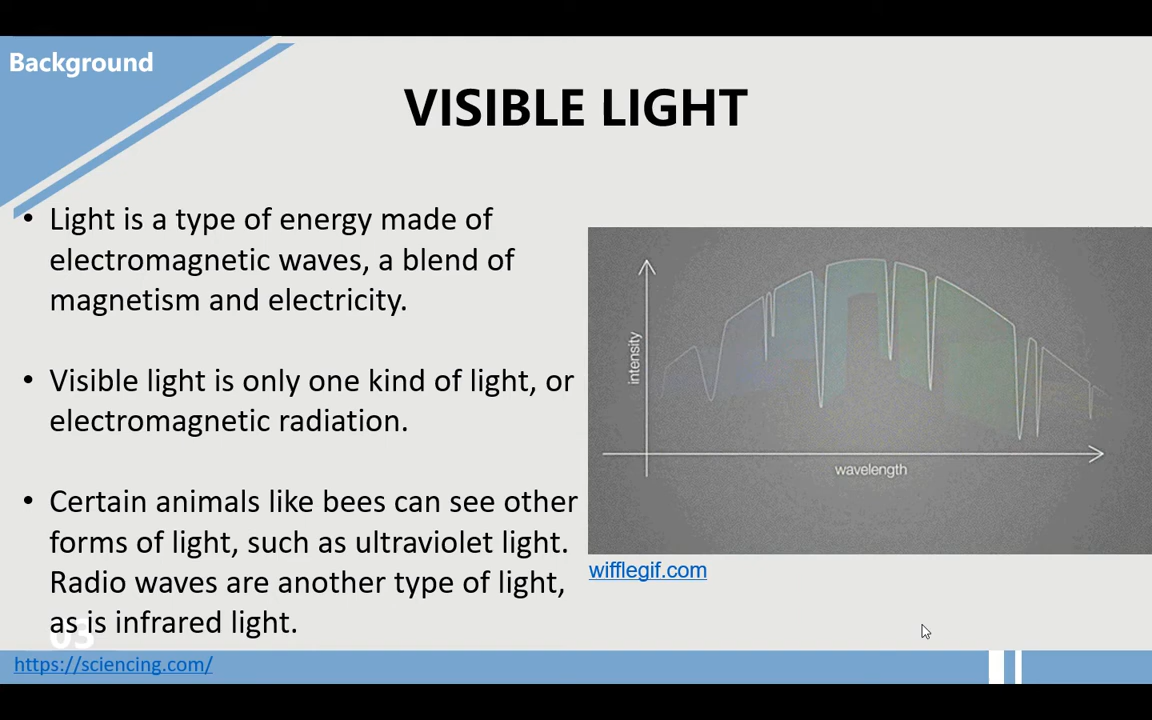 Background
VISIBLE LIGHT
• Light is a type of energy made of
electromagnetic waves, a blend of
magnetism and electricity.
• Visible light is only one kind of light, or
electromagnetic radiation.
• Certain animals like bees can see other
forms of light, such as ultraviolet light.
Radio waves are another type of light,
as is infrared light.
intensity
wavelength
wifflegif.com
03
https://sciencing.com/